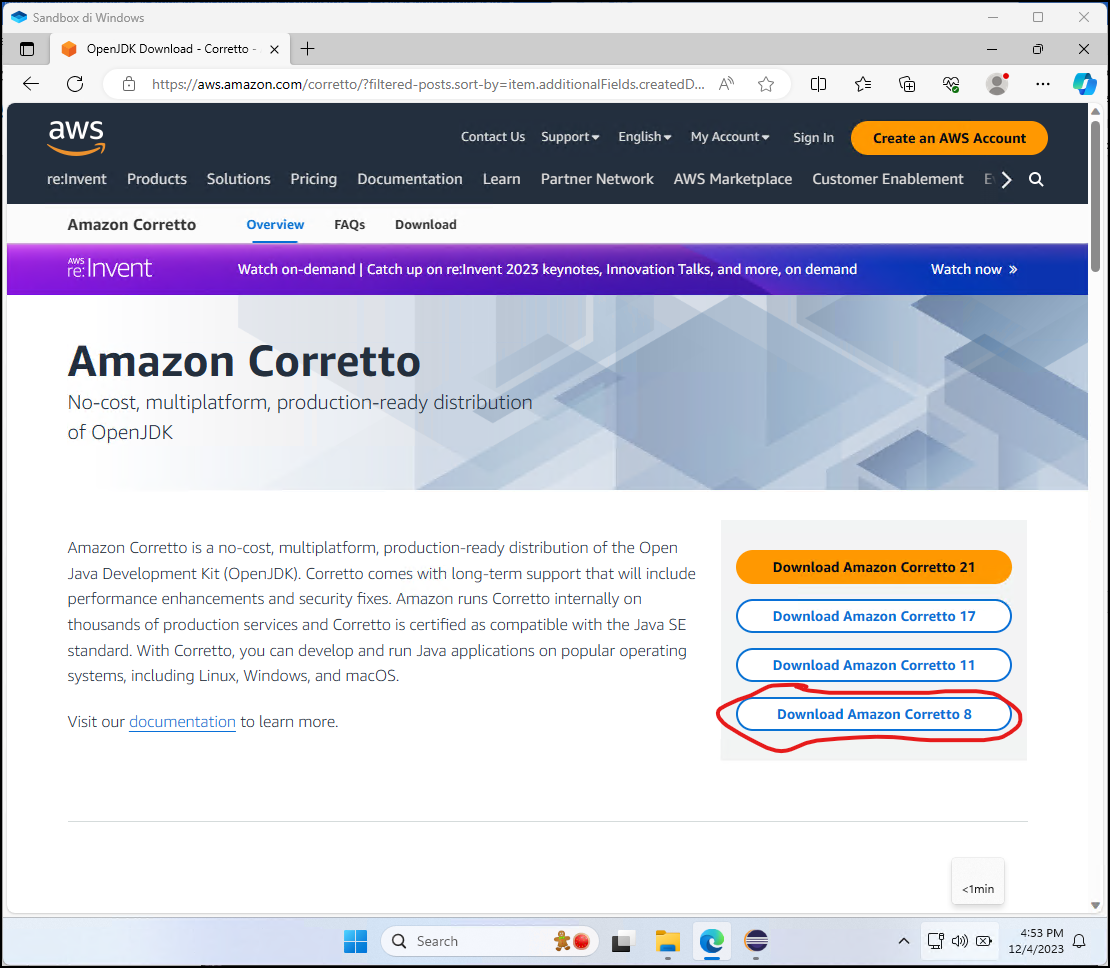 Sandbox di Windows
OpenJDK Download - Corretto -
https://aws.amazon.com/corretto/?filtered-posts.sort-by=item.additionalFields.createdD...
aws
Contact Us Support English My Account Sign In Create an AWS Account
re:Invent Products Solutions Pricing Documentation Learn Partner Network AWS Marketplace Customer Enablement
Amazon Corretto Overview FAQs Download
AWS
re:Invent Watch on-demand | Catch up on re:Invent 2023 keynotes, Innovation Talks, and more, on demand Watch now »
Amazon Corretto
No-cost, multiplatform, production-ready distribution
of OpenJDK
Amazon Corretto is a no-cost, multiplatform, production-ready distribution of the Open
Java Development Kit (OpenJDK). Corretto comes with long-term support that will include
performance enhancements and security fixes. Amazon runs Corretto internally on
thousands of production services and Corretto is certified as compatible with the Java SE
standard. With Corretto, you can develop and run Java applications on popular operating
systems, including Linux, Windows, and macOS.
Visit our documentation to learn more.
Download Amazon Corretto 21
Download Amazon Corretto 17
Download Amazon Corretto 11
Download Amazon Corretto 8
<1min
Search
4:53 PM
12/4/2023